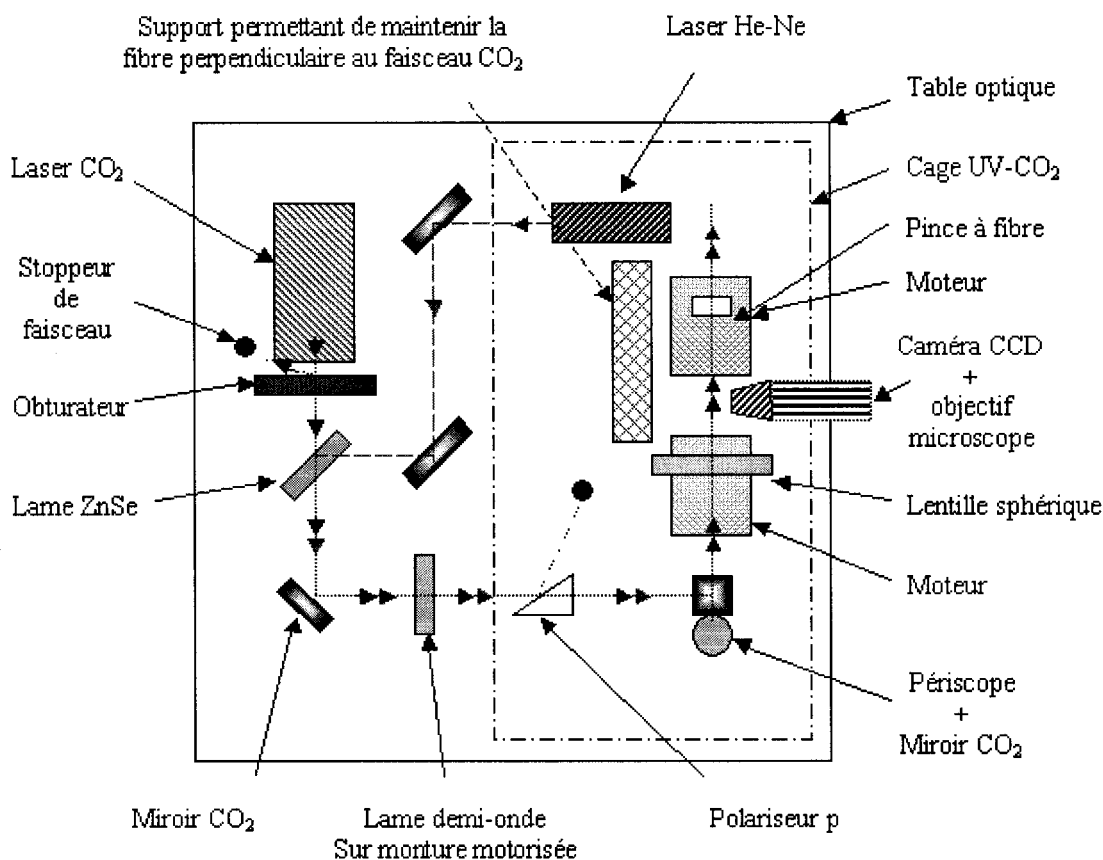 Support permettant de maintenir la
fibre perpendiculaire au faisceau CO₂
Laser He-Ne
Table optique
Laser CO₂
Cage UV-CO₂
Pince à fibre
Stoppeur
de
faisceau
Moteur
Caméra CCD
+
objectif
microscope
Obturateur
Lame ZnSe
Lentille sphérique
Moteur
Périscope
+
Miroir CO₂
Miroir CO₂
Lame demi-onde
Sur monture motorisée
Polariseur p